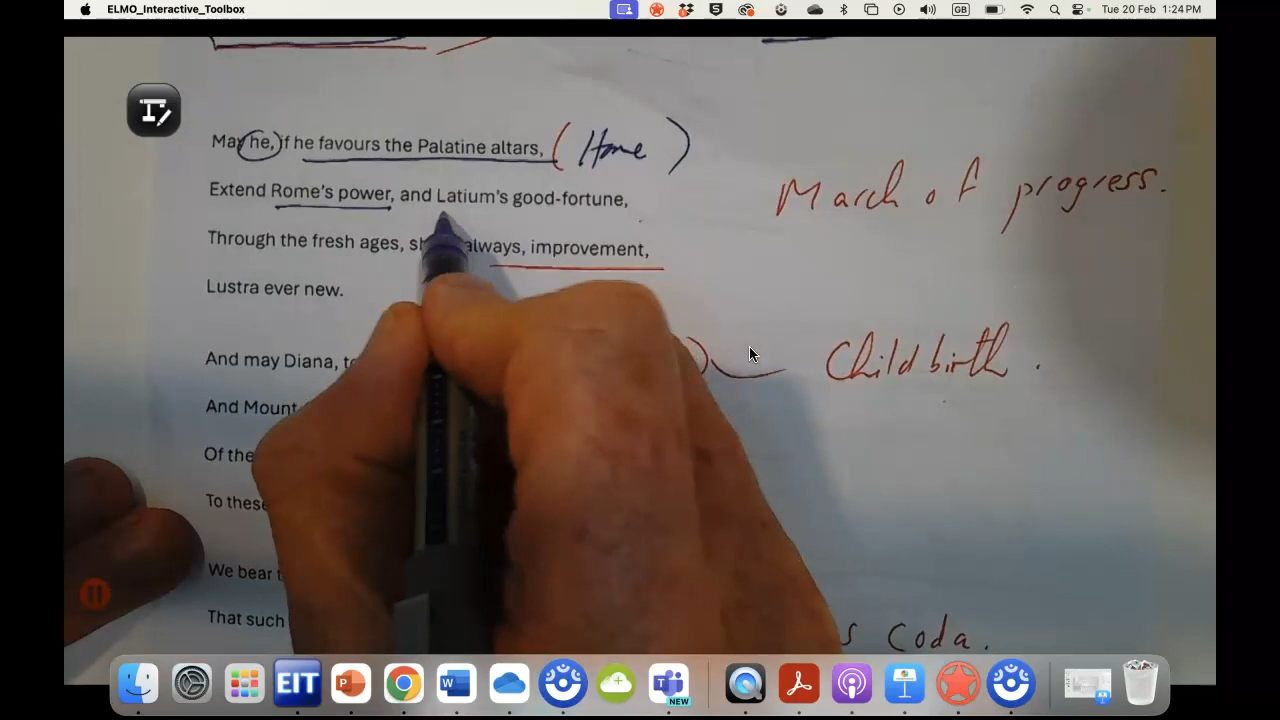 ELMO_Interactive_Toolbox
GB
Tue 20 Feb 1:24 PM
May he, if he favours the Palatine altars, (Home)
Extend Rome's power, and Latium's good-fortune, March of progress.
Through the fresh ages, always, improvement,
Lustra ever new.
And may Diana, Childbirth.
And Mount
Of the
To these
We bear
That such
Coda.
EIT
NEW